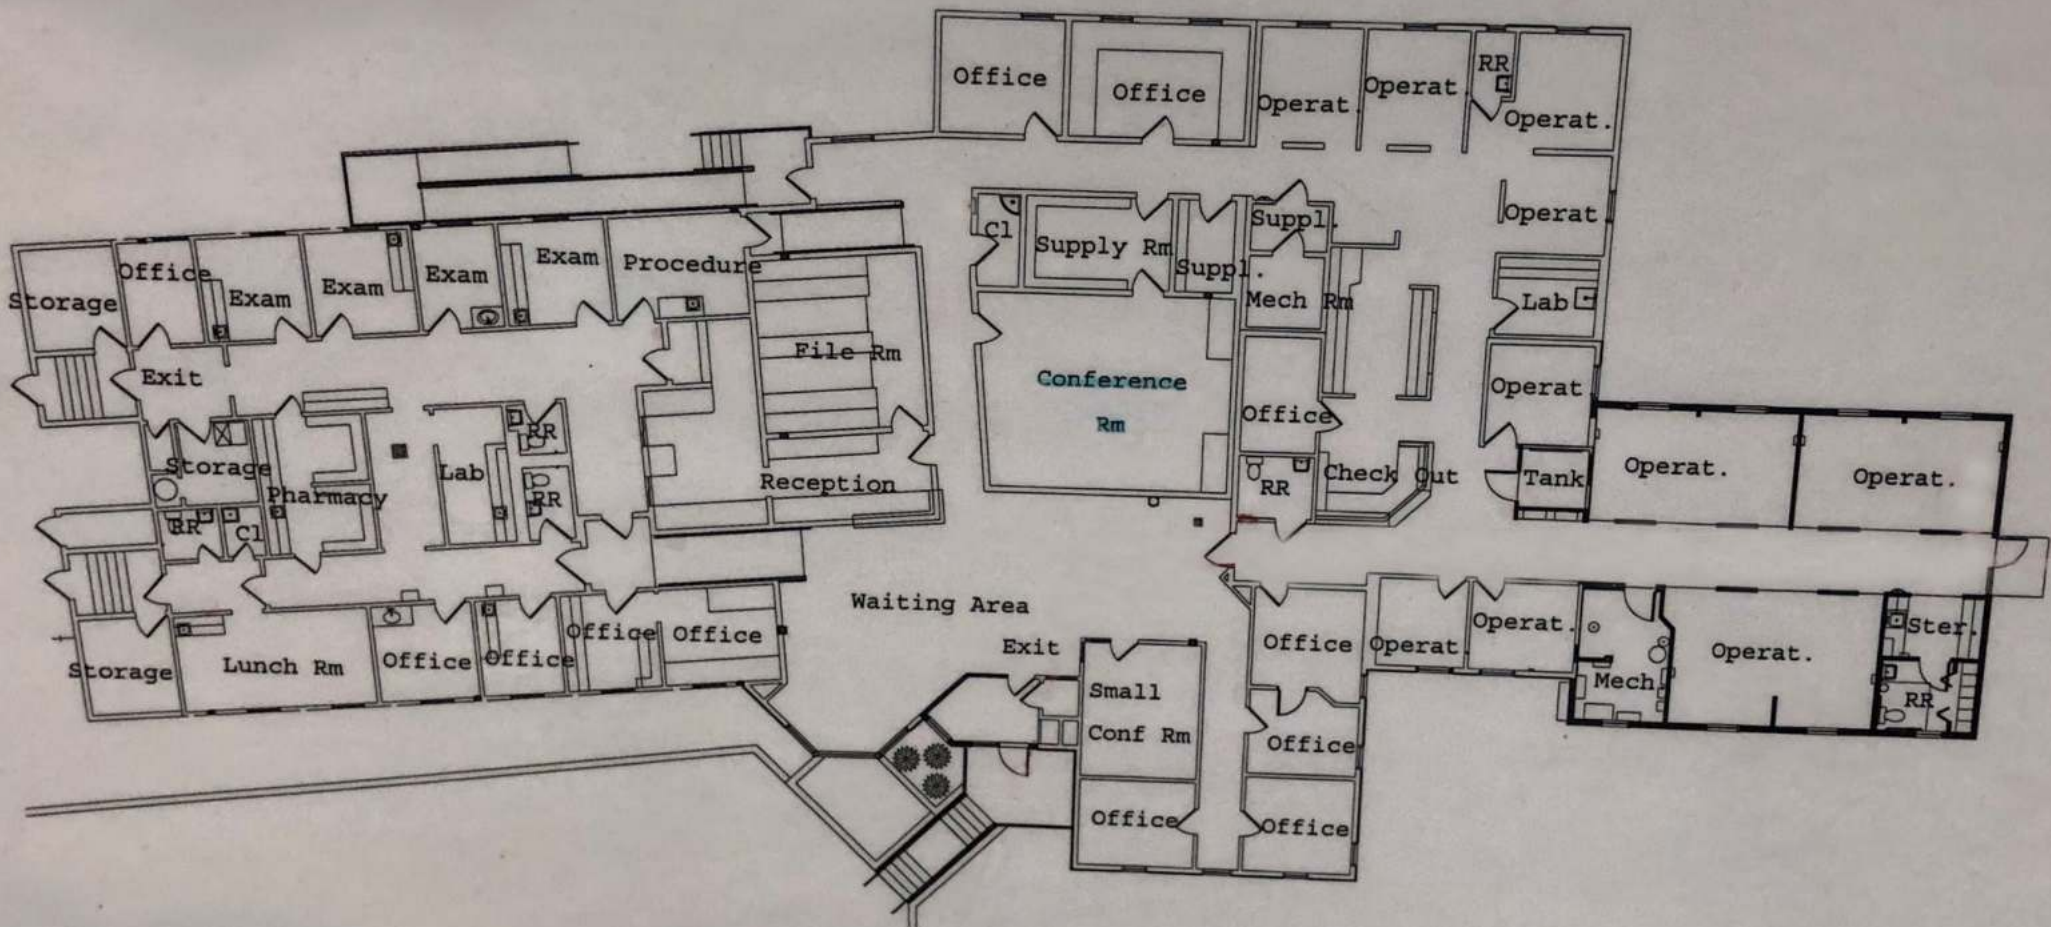 Office
Office
Operat.
Operat.
RR
Operat.
Operat
Cl
Supply Rm
Suppl.
Suppl.
Mech Rm
Lab
Storage
Office
Exam
Exam
Exam
Exam
Procedure
File Rm
Exit
Conference
Rm
Office
Operat
Storage
Pharmacy
Lab
RR
RR
Reception
RR
Check Out
Tank
Operat.
Operat.
RR
Cl
Waiting Area
Exit
Storage
Lunch Rm
Office
Office
Office
Office
Small
Conf Rm
Office
Operat.
Operat.
Mech
Operat.
Ster.
RR
Office
Office
Office